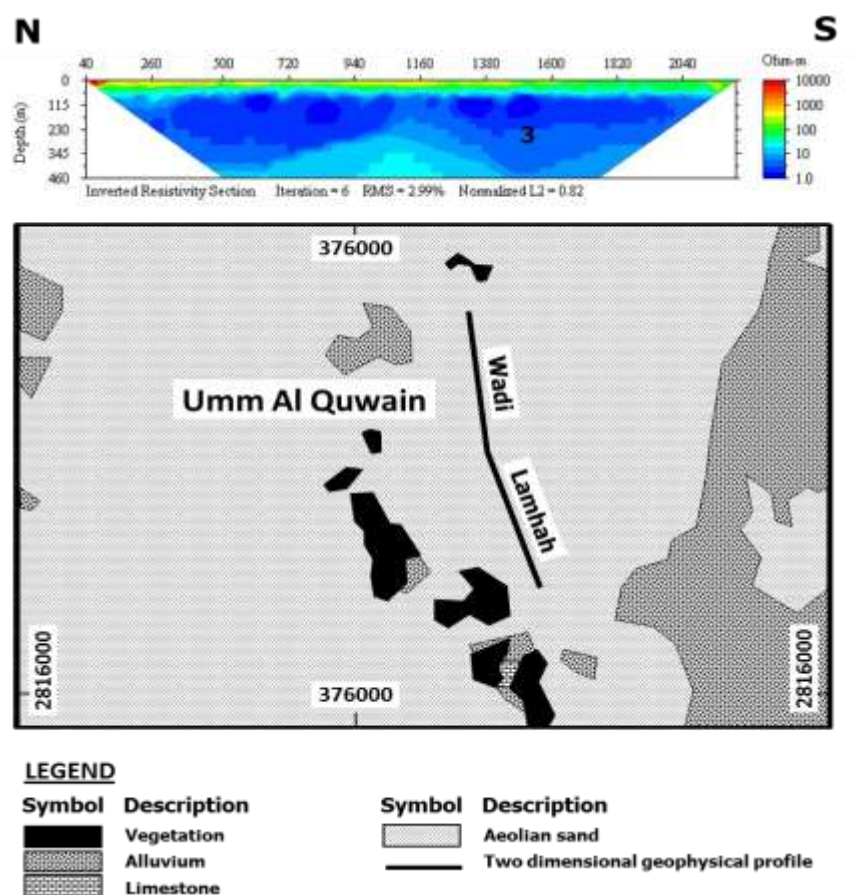 N S
40 260 500 720 940 1160 1380 1600 1820 2040 Ohm-m
0 10000
115 1000
230 100
345 10
460 1.0
Depth (m)
3
Inverted Resistivity Section Iteration = 6 RMS = 2.99% Normalized L2 = 0.82
376000
Wadi
Umm Al Quwain
Lamhah
2816000
2816000
376000
LEGEND
Symbol Description Symbol Description
Vegetation Aeolian sand
Alluvium Two dimensional geophysical profile
Limestone